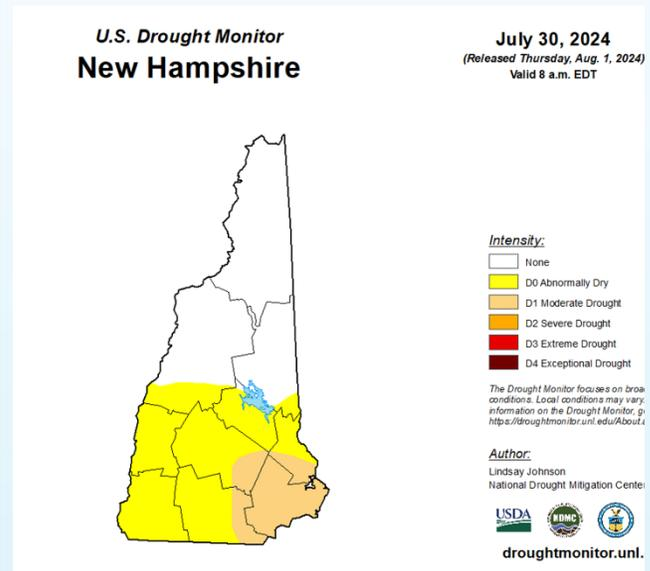 U.S. Drought Monitor
New Hampshire
July 30, 2024
(Released Thursday, Aug. 1, 2024)
Valid 8 a.m. EDT
Intensity:
None
D0 Abnormally Dry
D1 Moderate Drought
D2 Severe Drought
D3 Extreme Drought
D4 Exceptional Drought
The Drought Monitor focuses on
conditions. Local conditions may vary.
information on the Drought Monitor,
https://droughtmonitor.unl.edu/About.
Author:
Lindsay Johnson
National Drought Mitigation Center
USDA
NDMC
droughtmonitor.unl.